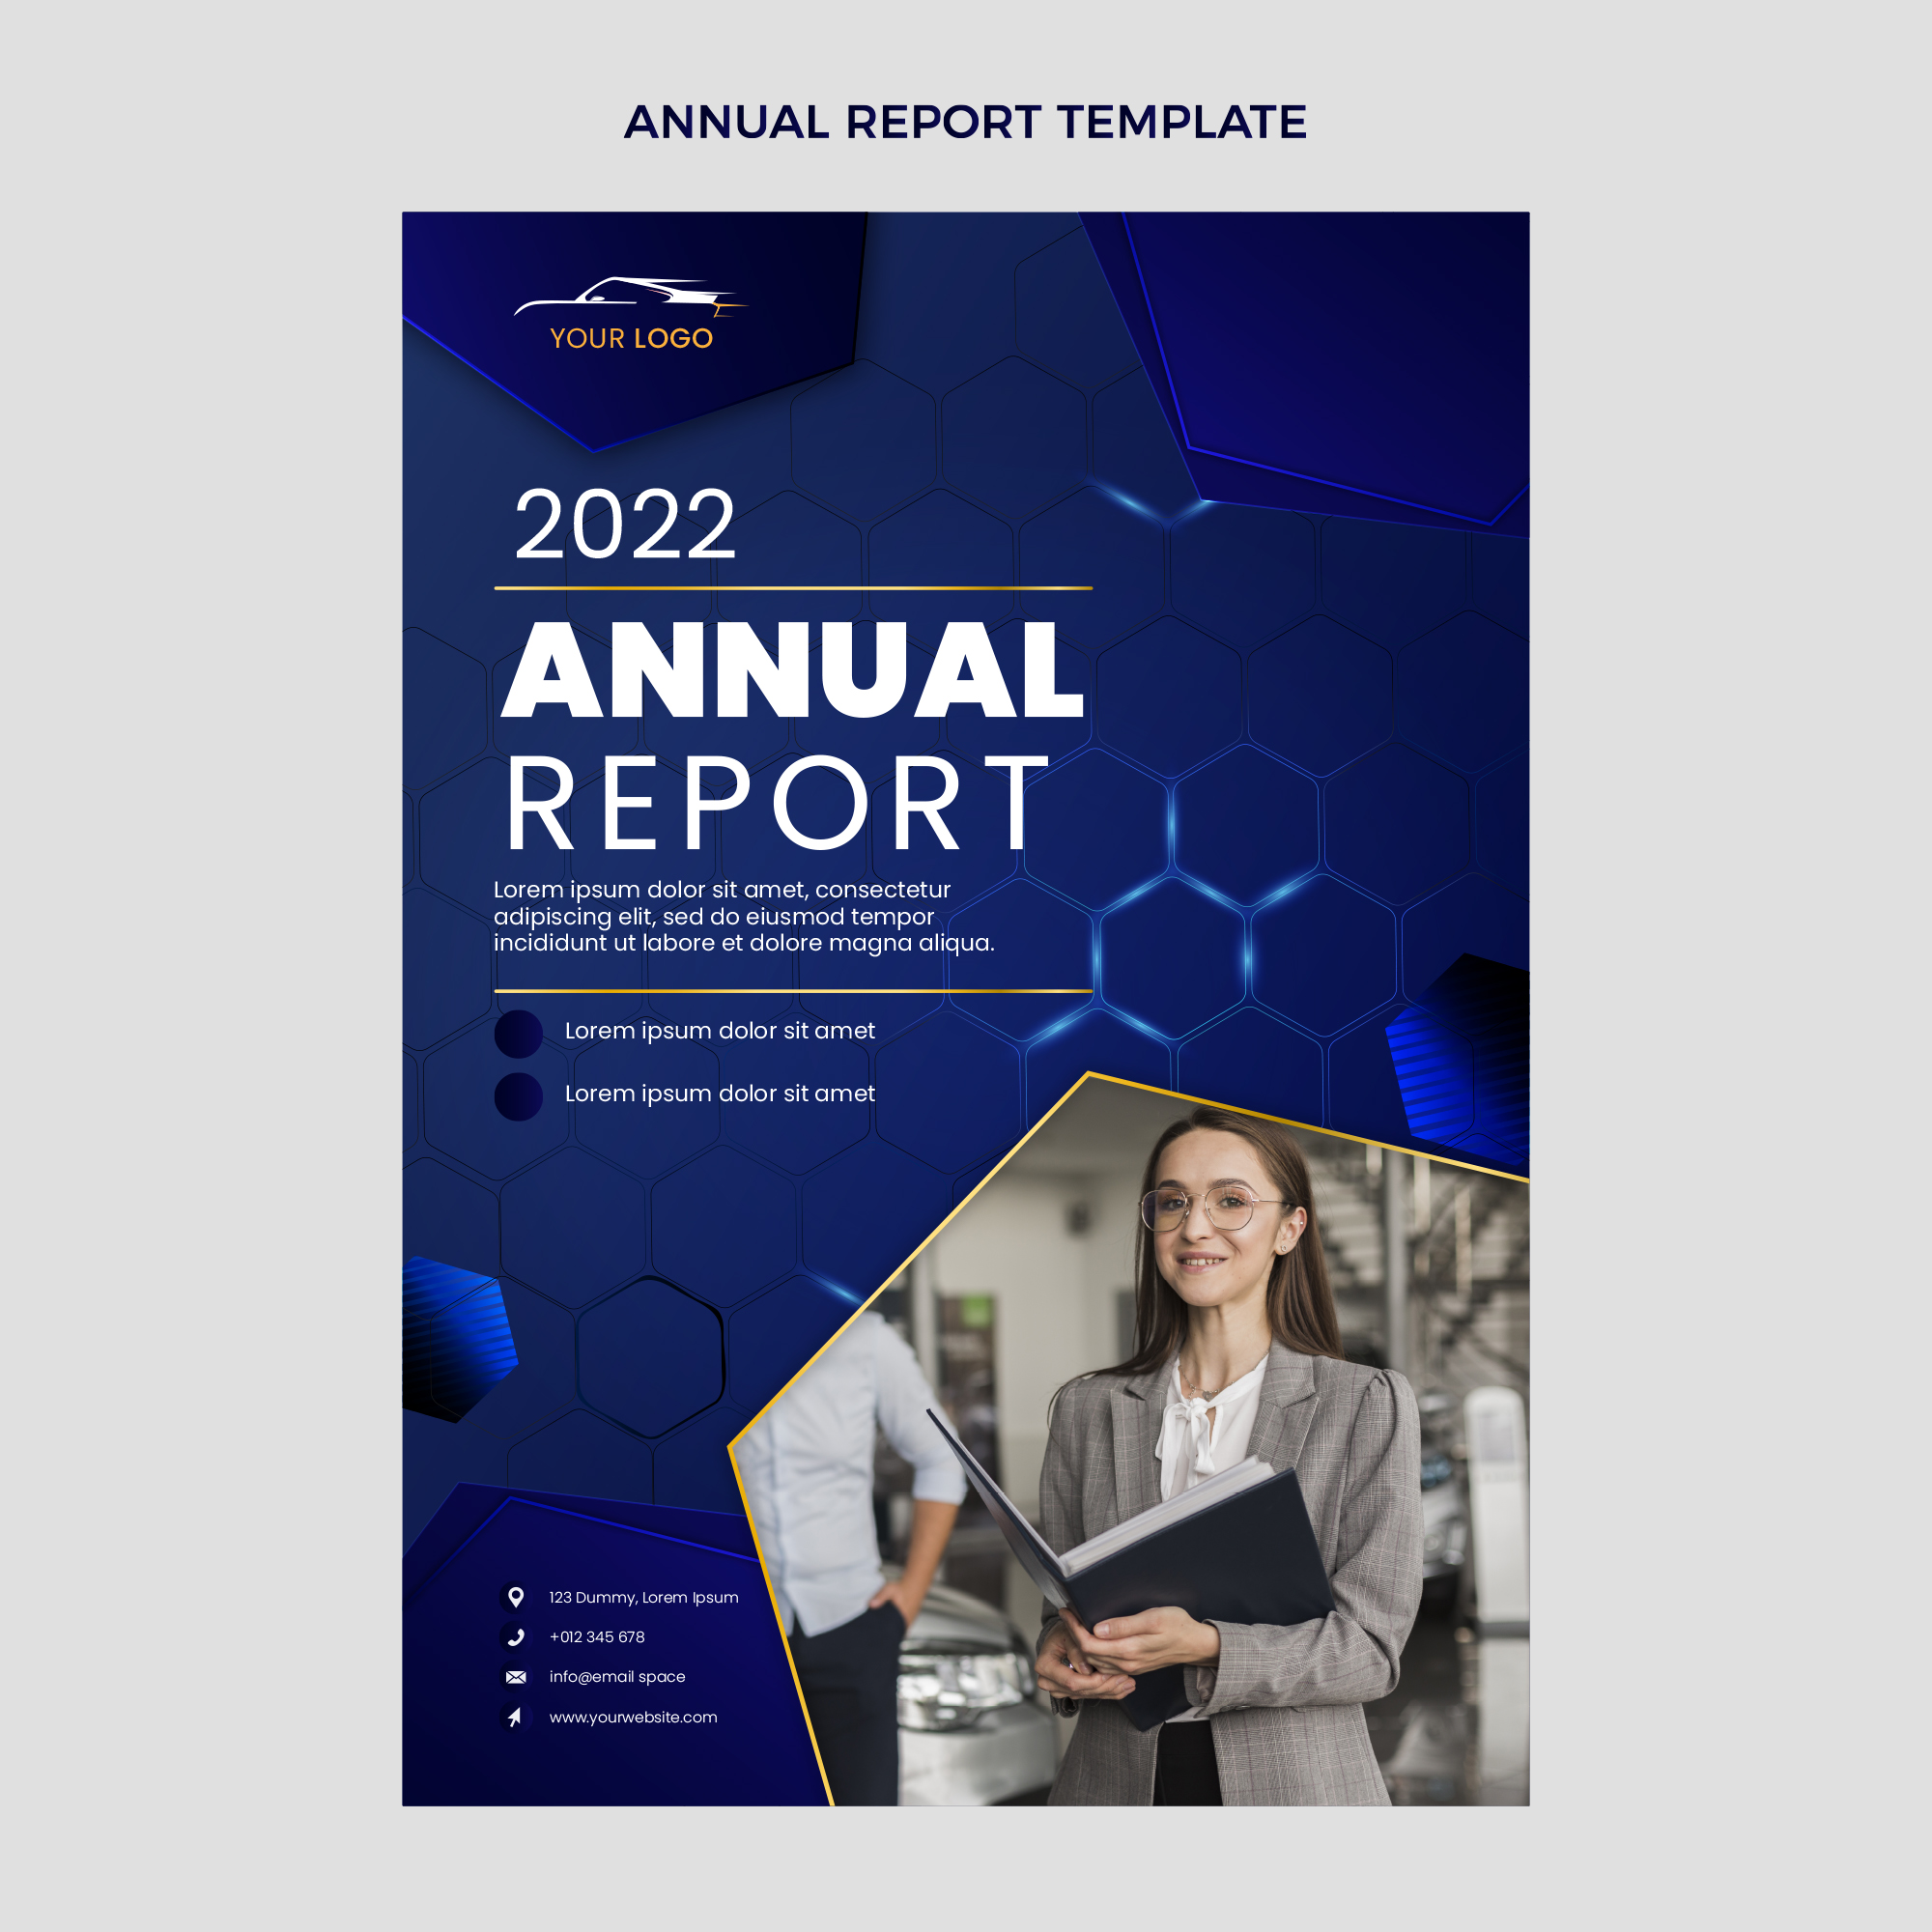 ANNUAL REPORT TEMPLATE
YOUR LOGO
2022
ANNUAL
REPORT
Lorem ipsum dolor sit amet, consectetur
adipiscing elit, sed do eiusmod tempor
incididunt ut labore et dolore magna aliqua.
Lorem ipsum dolor sit amet
Lorem ipsum dolor sit amet
123 Dummy, Lorem Ipsum
+012 345 678
info@email space
www.yourwebsite.com